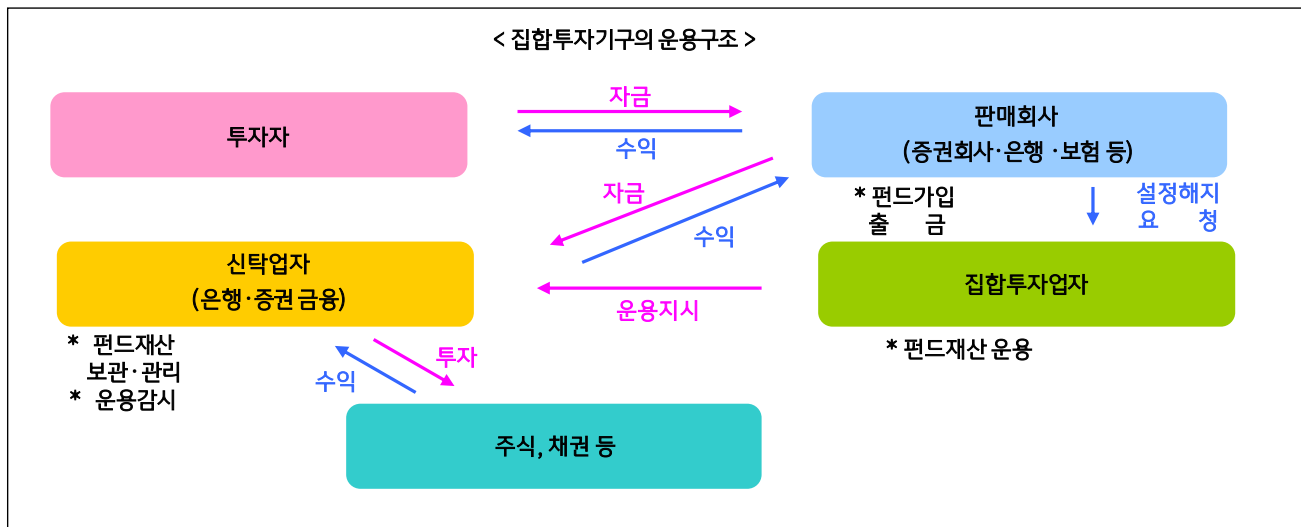 < 집합투자기구의 운용구조 >
자금
투자자
수익
판매회사
(증권회사·은행 ·보험 등)
자금
수익
* 펀드가입
출 금
설정해지
요 청
신탁업자
(은행·증권 금융)
운용지시
집합투자업자
* 펀드재산
보관·관리
* 운용감시
* 펀드재산 운용
투자
수익
주식, 채권 등